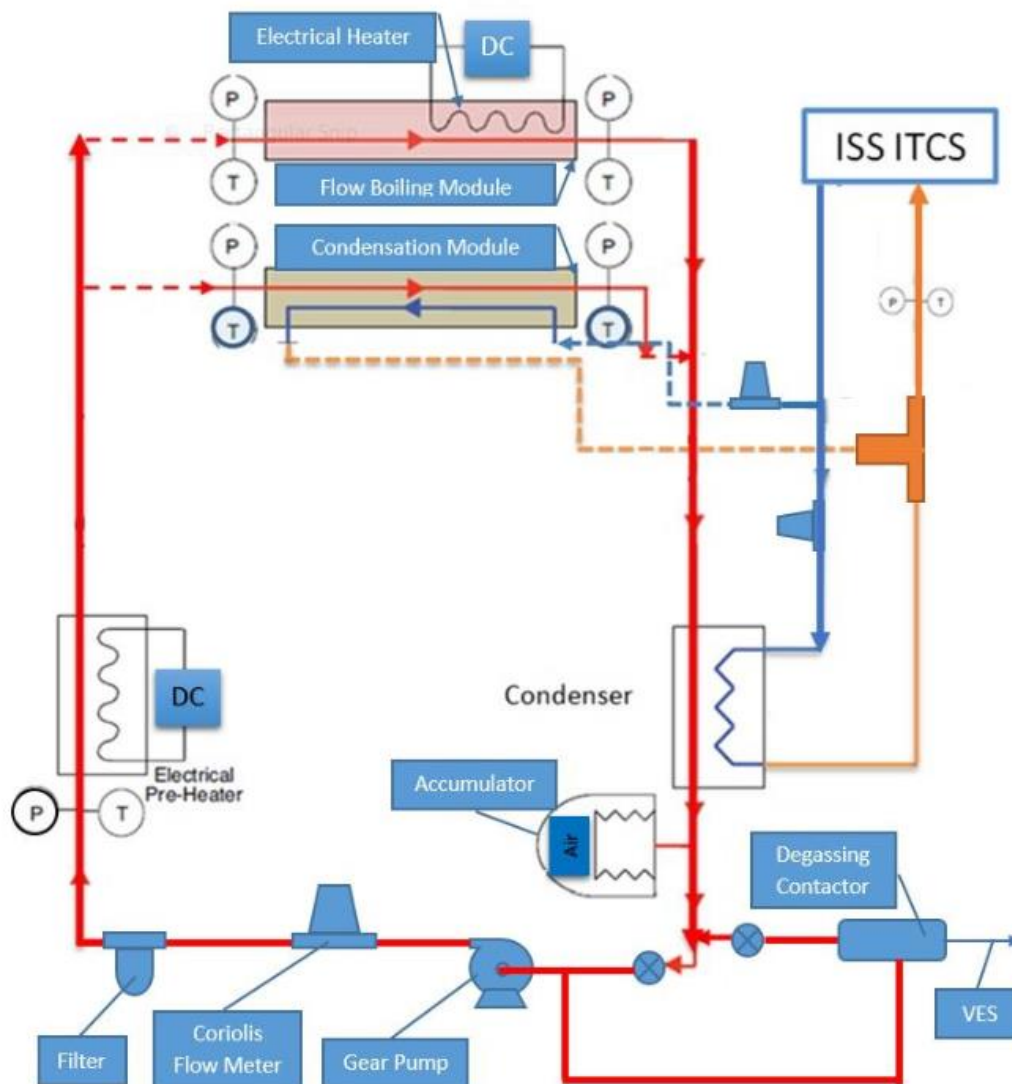 Electrical Heater
DC
P
P
T
T
Flow Boiling Module
ISS ITCS
P
Condensation Module
P
T
T
P
T
DC
Electrical
Pre-Heater
P
T
Condenser
Accumulator
Air
Degassing
Contactor
VES
Filter
Coriolis
Flow Meter
Gear Pump